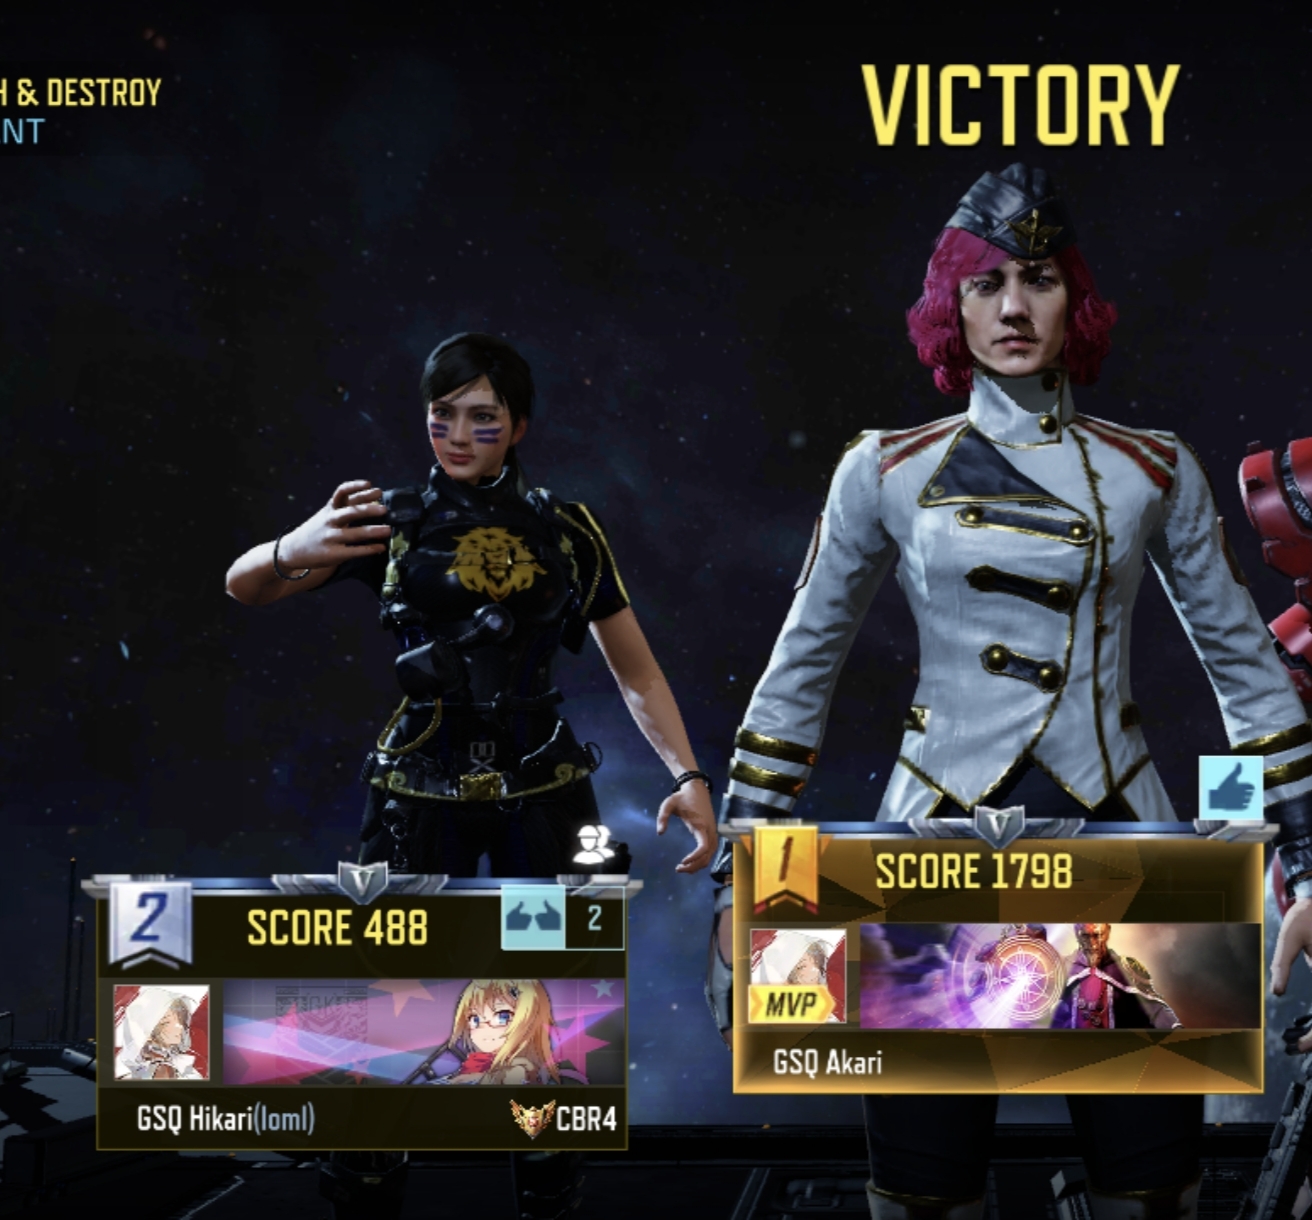 H & DESTROY
NT
VICTORY
1
SCORE 1798
MVP
GSQ Akari
2
SCORE 488
2
GSQ Hikari(loml)
CBR4